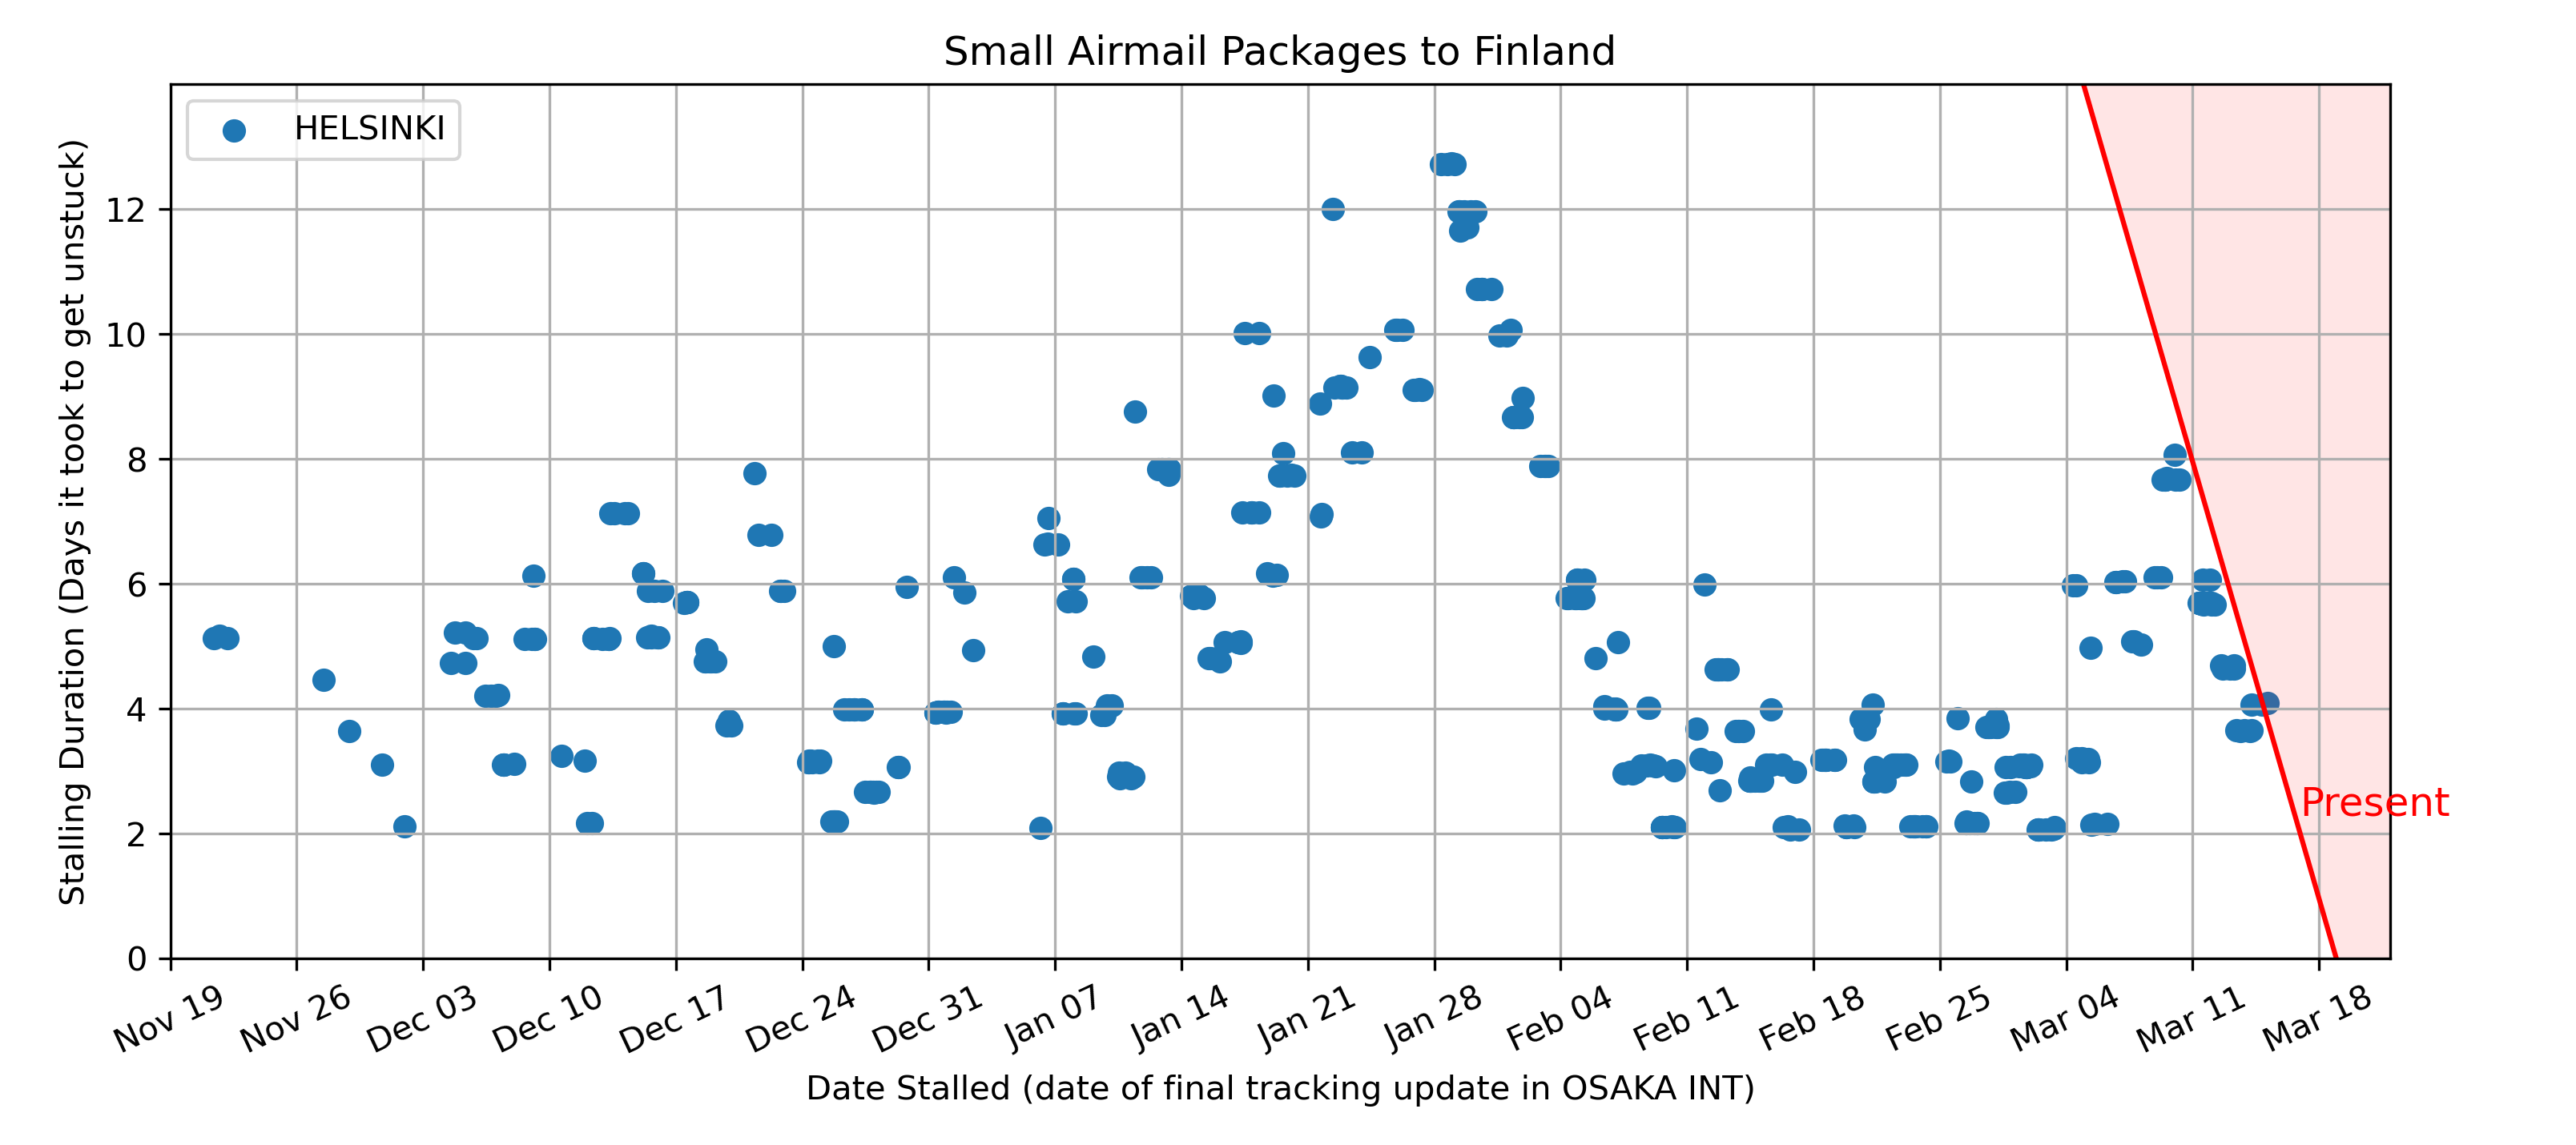 Small Airmail Packages to Finland
HELSINKI
Stalling Duration (Days it took to get unstuck)
12
10
8
6
4
2
0
Present
Nov 19
Nov 26
Dec 03
Dec 10
Dec 17
Dec 24
Dec 31
Jan 07
Jan 14
Jan 21
Jan 28
Feb 04
Feb 11
Feb 18
Feb 25
Mar 04
Mar 11
Mar 18
Date Stalled (date of final tracking update in OSAKA INT)